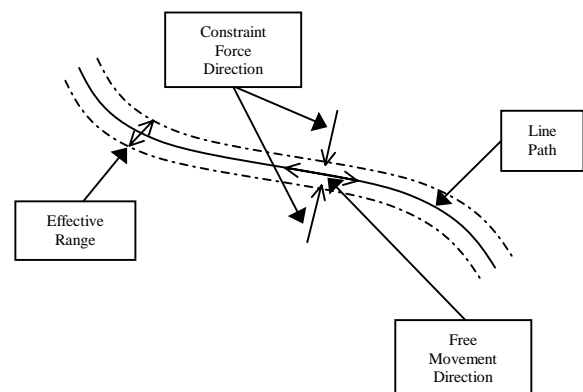 Constraint
Force
Direction
Line
Path
Effective
Range
Free
Movement
Direction